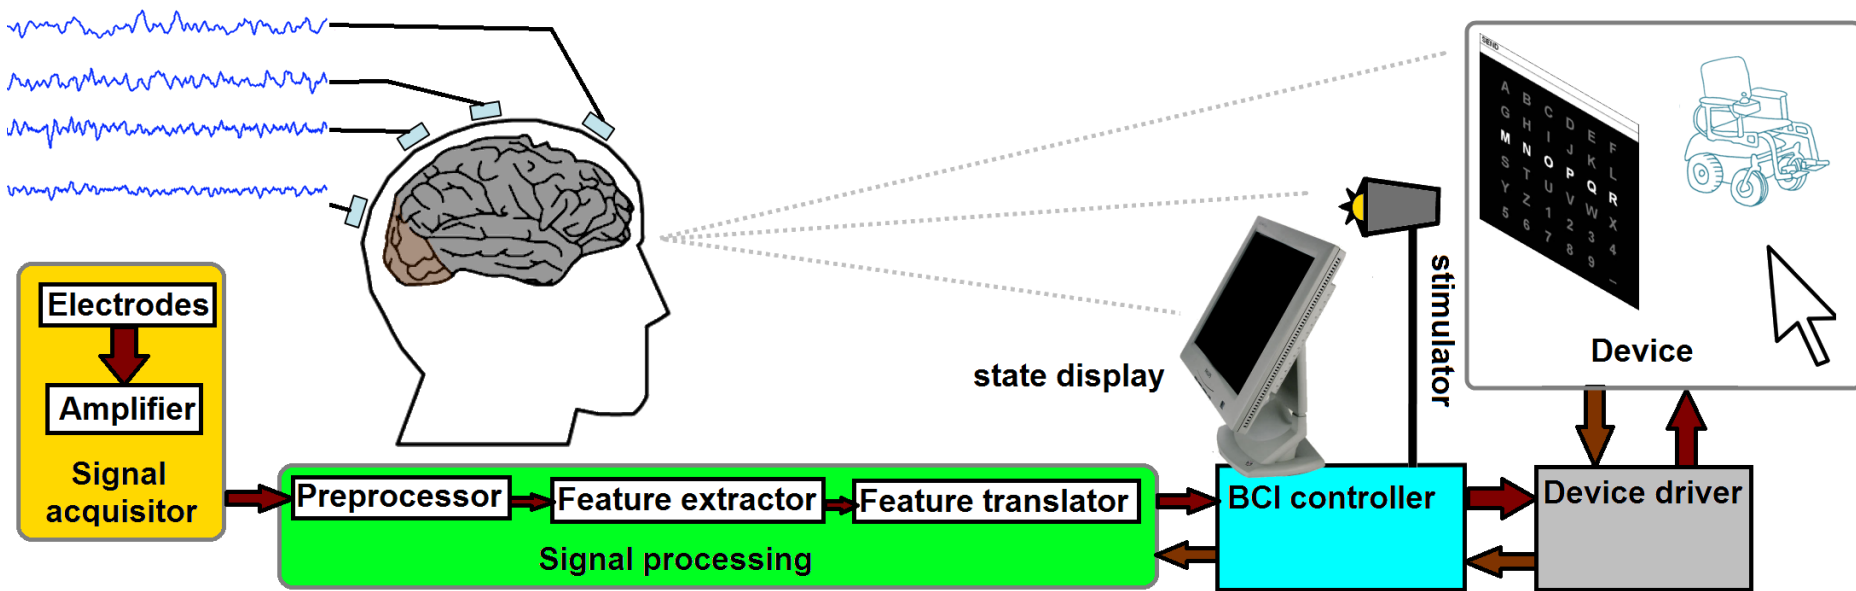 SEND
A B C D E F
G H I J K L
M N O P Q R
S T U V W X
Y Z 1 2 3 4
5 6 7 8 9 _
Device
stimulator
state display
Electrodes
Amplifier
Signal
acquisitor
Preprocessor
Feature extractor
Feature translator
Signal processing
BCI controller
Device driver